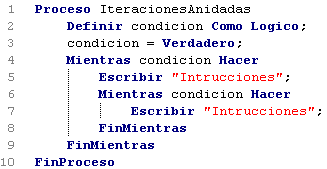 1 Proceso IteracionesAnidadas
2 Definir condicion Como Logico;
3 condicion = Verdadero;
4 Mientras condicion Hacer
5 Escribir "Intrucciones";
6 Mientras condicion Hacer
7 Escribir "Intrucciones";
8 FinMientras
9 FinMientras
10 FinProceso